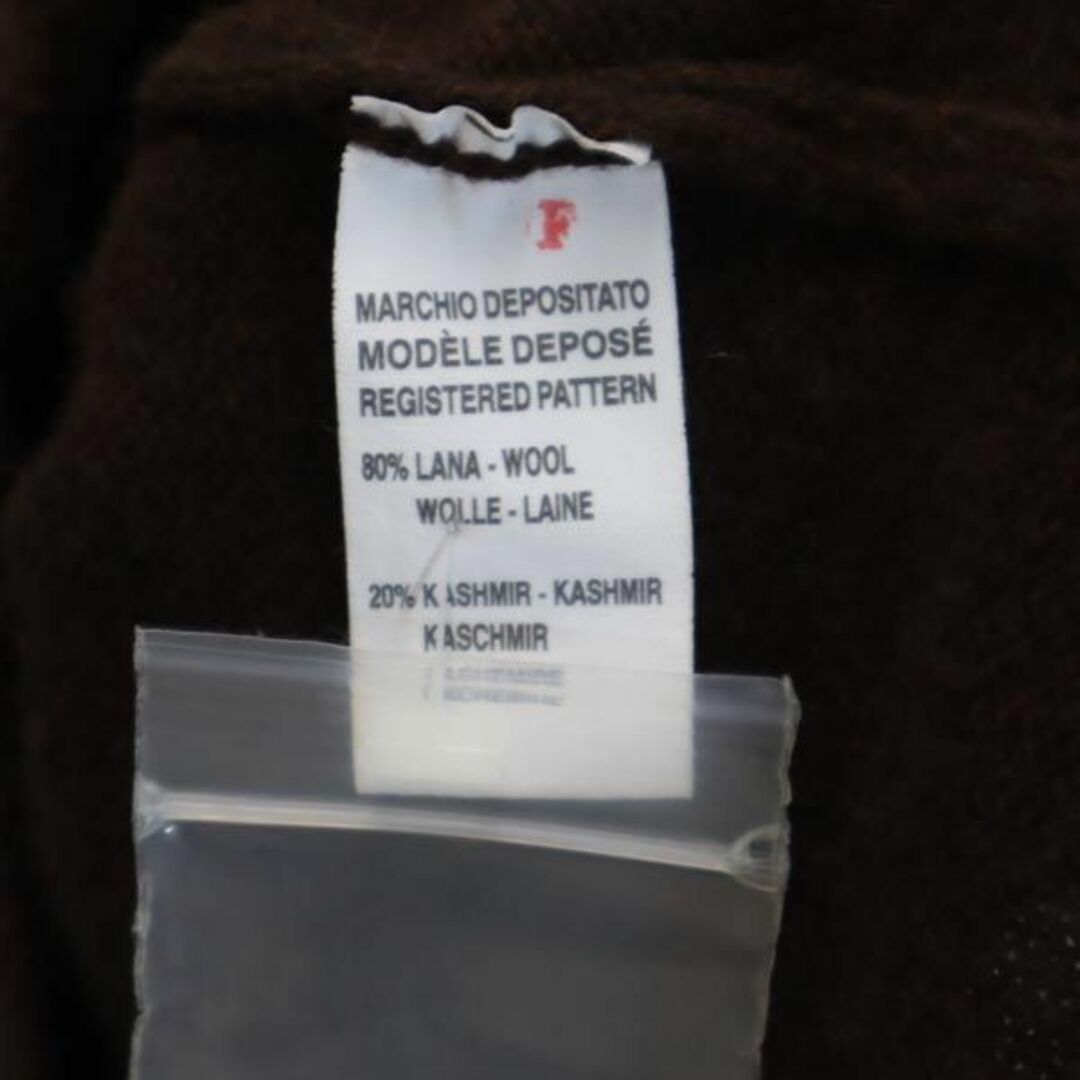 F
MARCHIO DEPOSITATO
MODÈLE DEPOSÉ
REGISTERED PATTERN
80% LANA - WOOL
WOLLE - LAINE
20% KASHMIR - KASHMIR
KASCHMIR